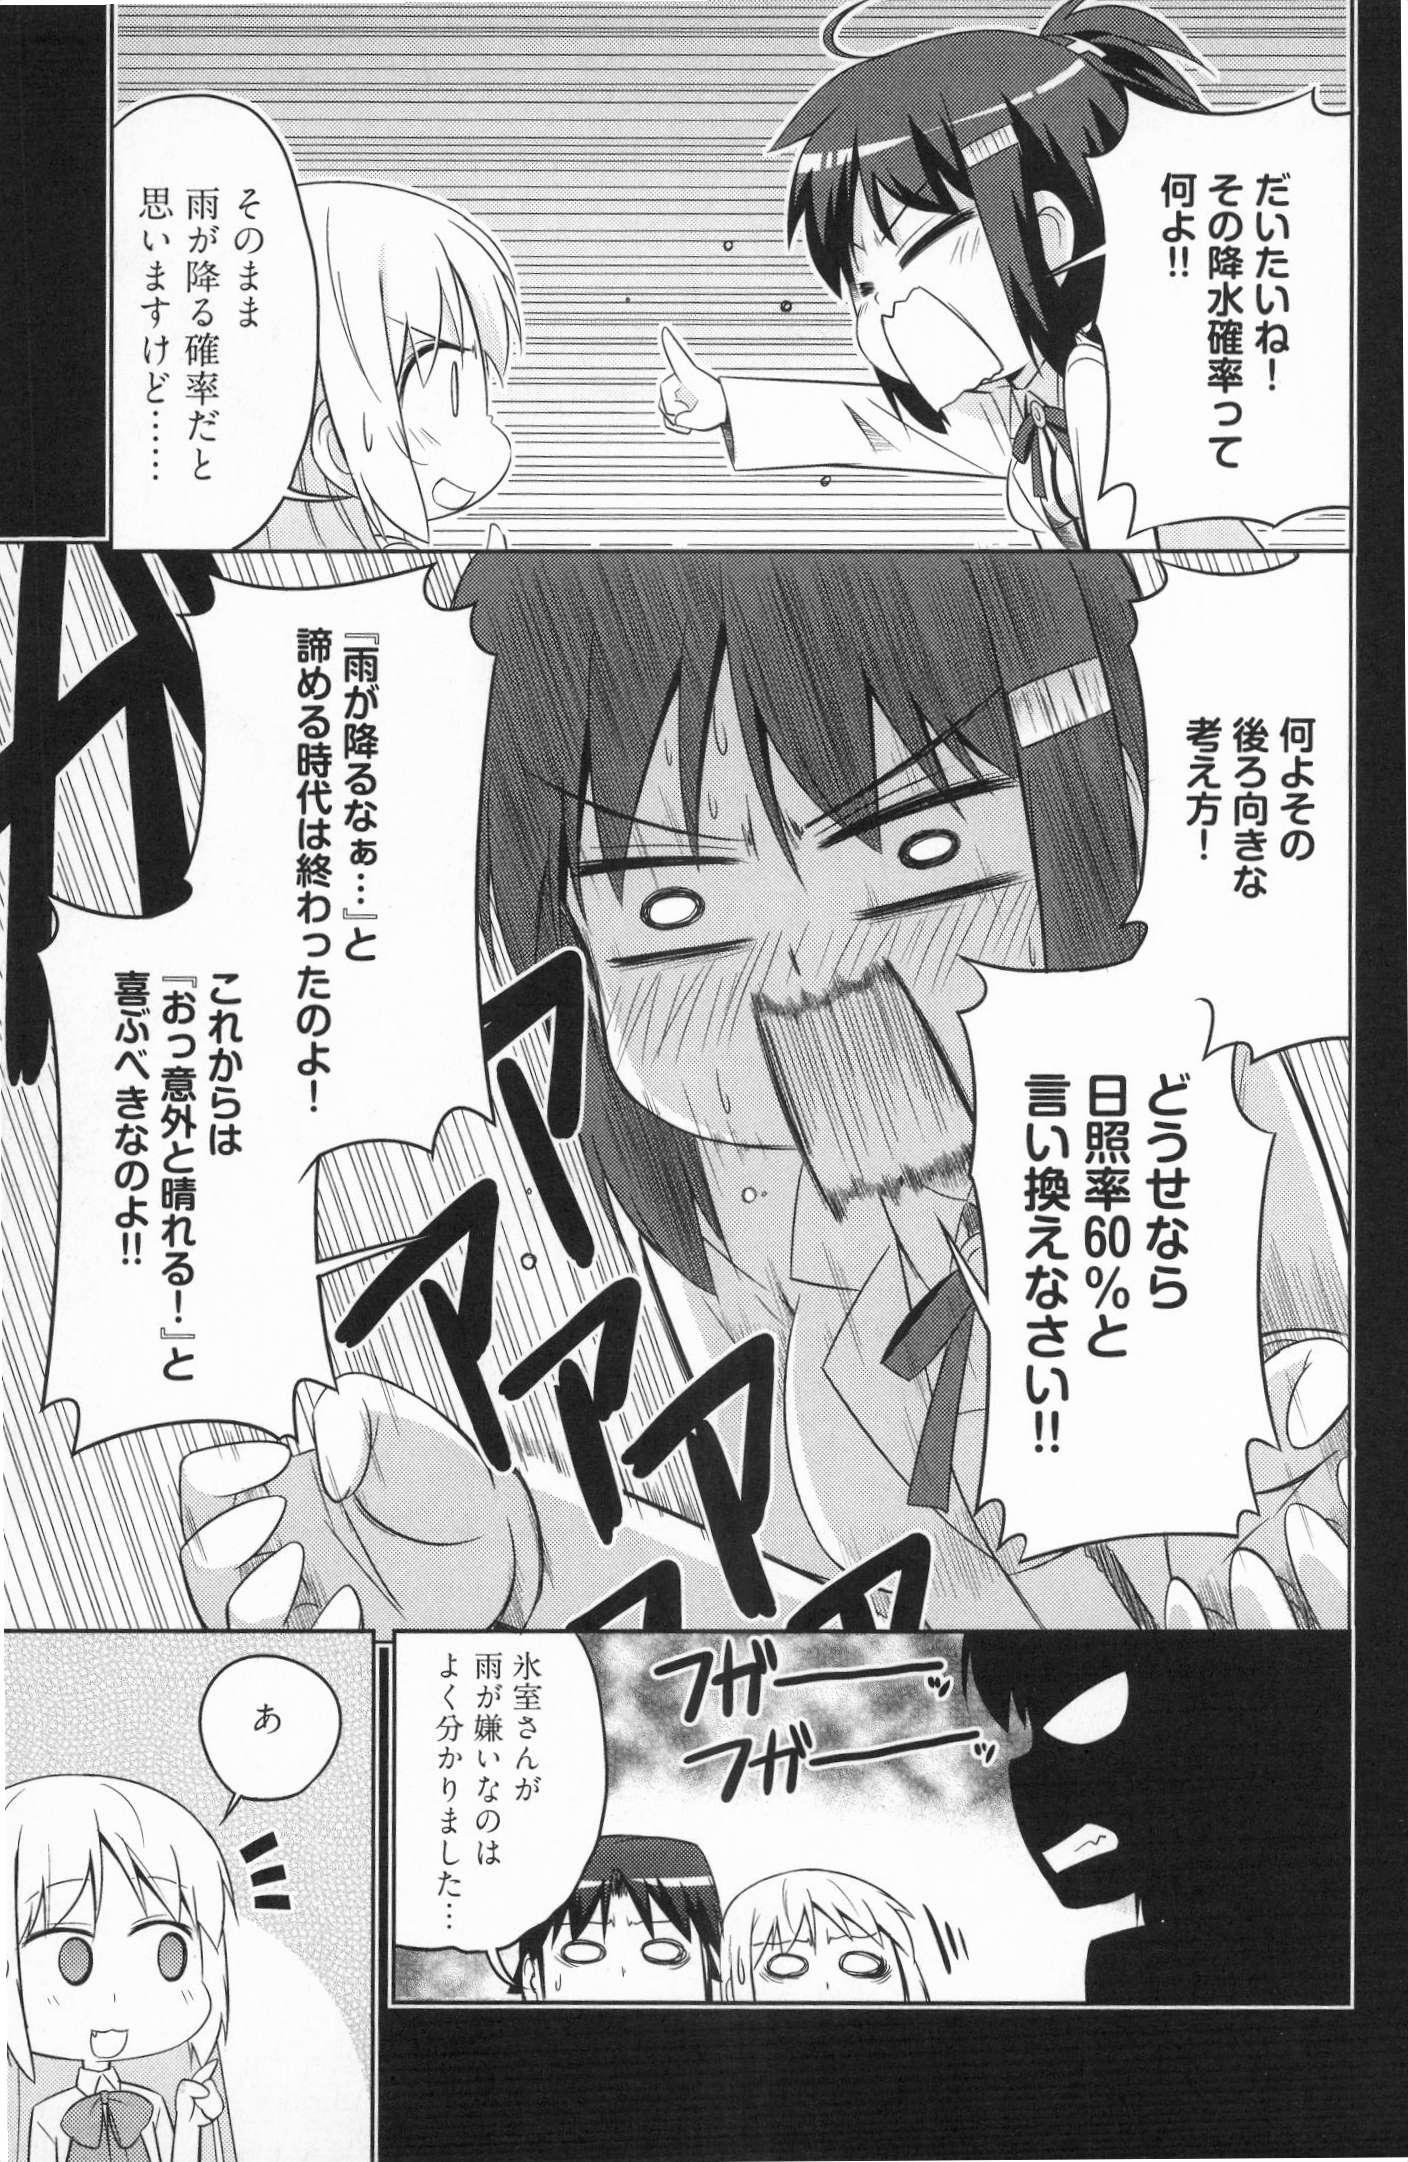 だいたいね！
その降水確率って
何よ!!
そのまま
雨が降る確率だと
思いますけど……
何よその
後ろ向きな
考え方！
どうせなら
日照率60%と
言い換えなさい!!
『雨が降るなぁ…』と
諦める時代は終わったのよ！
これからは
『おっ意外と晴れる！』と
喜ぶべきなのよ!!
アアアアアア
フガーーッ
フガーーッ
氷室さんが
雨が嫌いなのは
よく分かりました…
あ